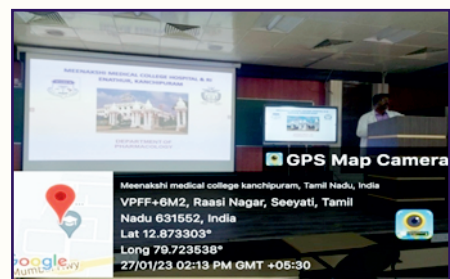 MEENAKSHI MEDICAL COLLEGE HOSPITAL & RI
ENATHUR, KANCHIPURAM
DEPARTMENT OF
GPS Map Camera
Meenakshi medical college kanchipuram, Tamil Nadu, India
VPFF+6M2, Raasi Nagar, Seeyati, Tamil
Nadu 631552, India
Lat 12.873303°
Long 79.723538°
27/01/23 02:13 PM GMT +05:30
Google